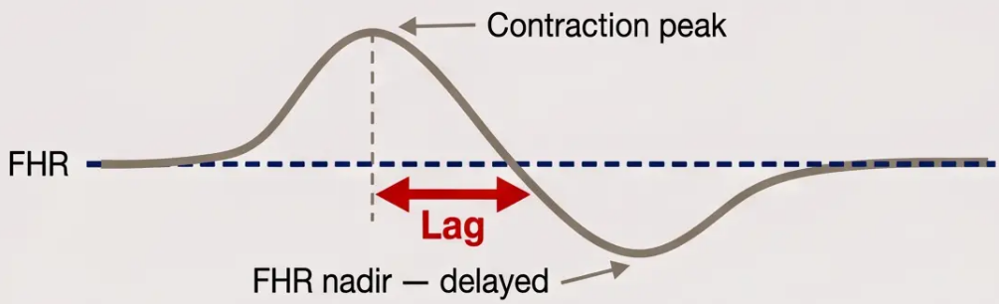 Contraction peak
FHR
Lag
FHR nadir — delayed